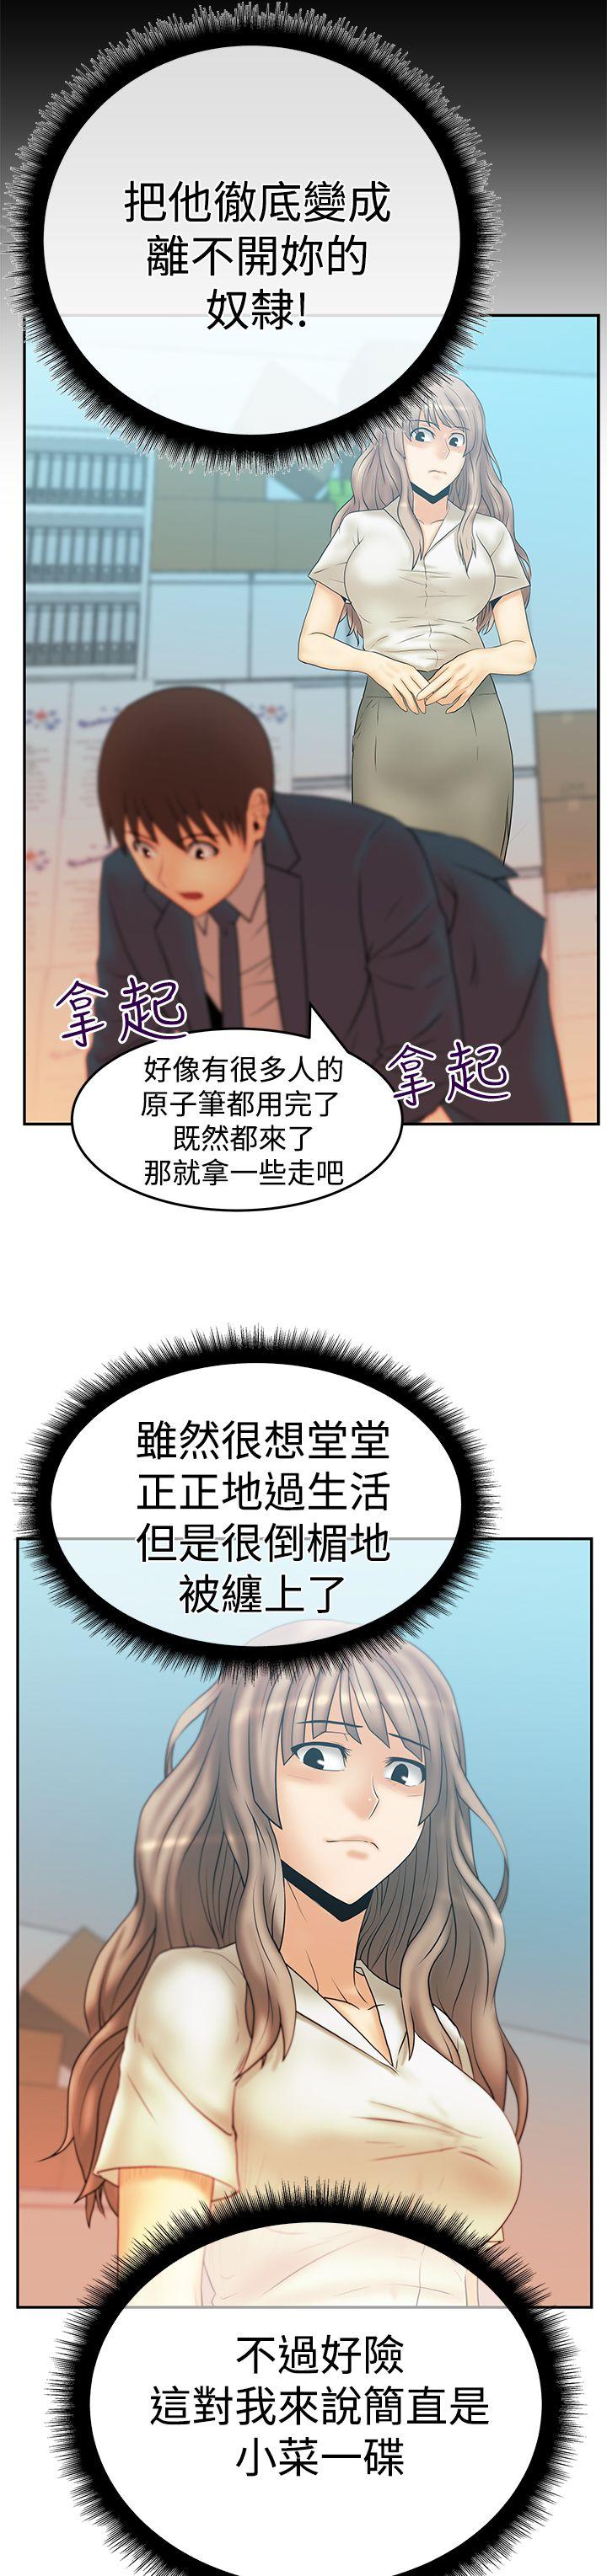 把他徹底變成
離不開妳的
奴隸!
拿起
拿起
好像有很多人的
原子筆都用完了
既然都來了
那就拿一些走吧
雖然很想堂堂
正正地過生活
但是很倒楣地
被纏上了
不過好險
這對我來說簡直是
小菜一碟